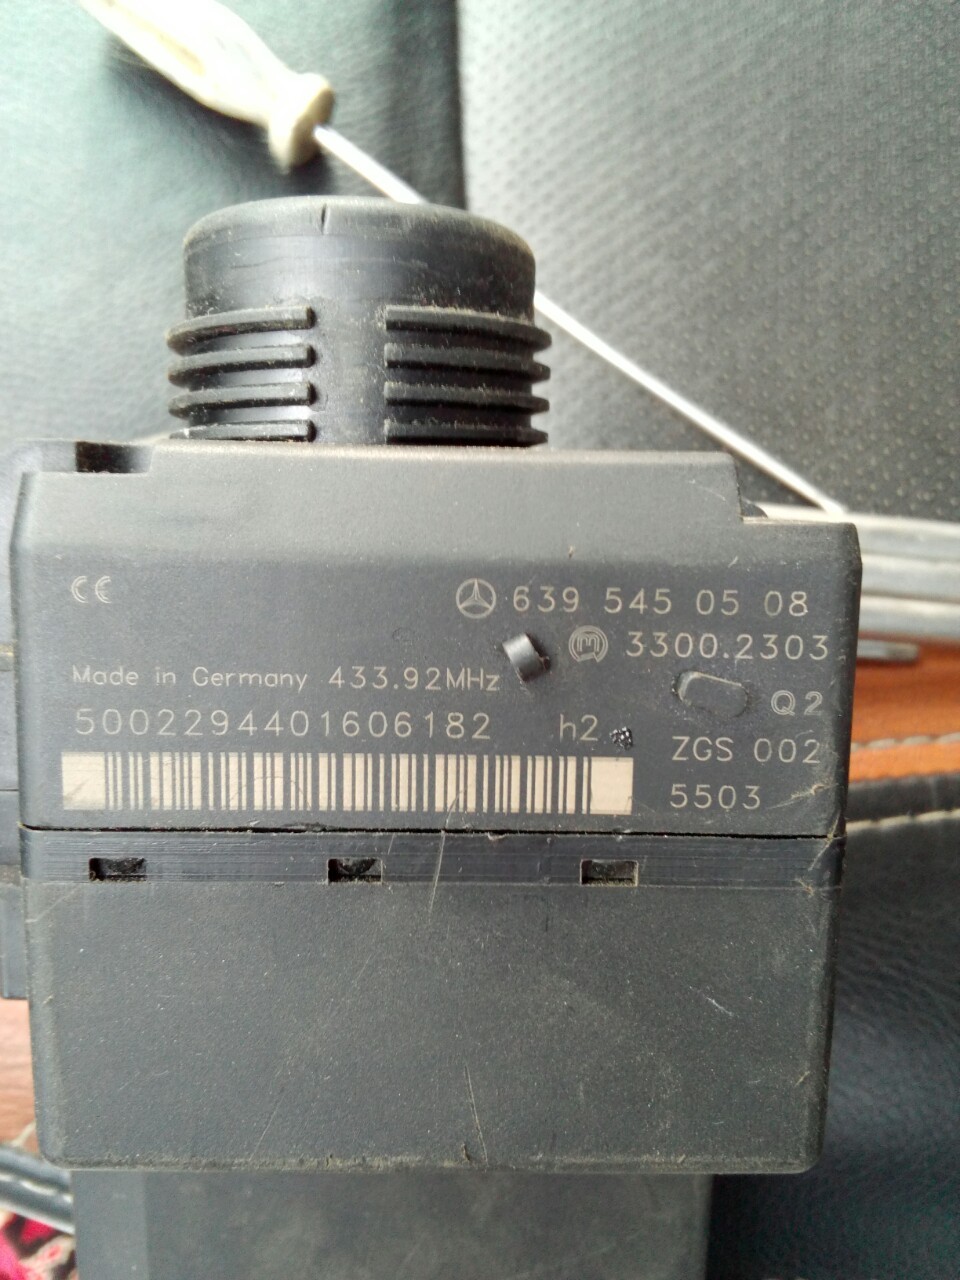 CE
639 545 05 08
3300.2303
Made in Germany 433.92MHz
Q2
5002294401606182 h2
ZGS 002
5503